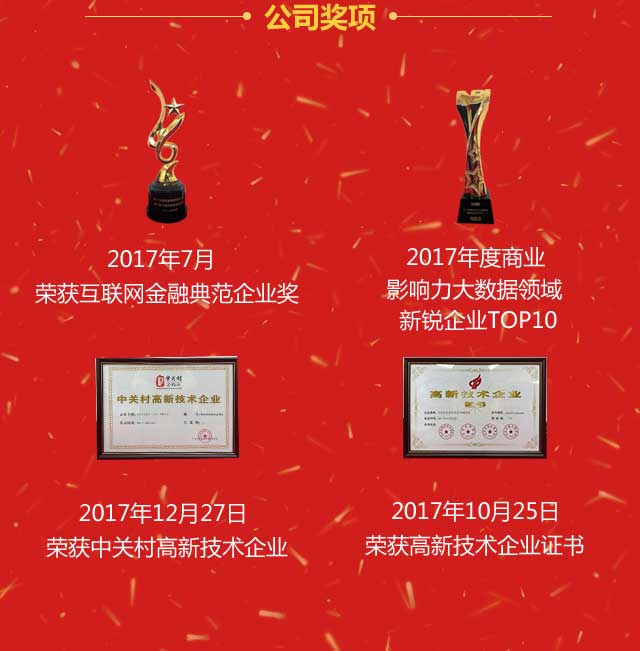 公司奖项
2017年7月
荣获互联网金融典范企业奖
2017年度商业
影响力大数据领域
新锐企业TOP10
中关村高新技术企业
高新技术企业
证书
2017年12月27日
荣获中关村高新技术企业
2017年10月25日
荣获高新技术企业证书